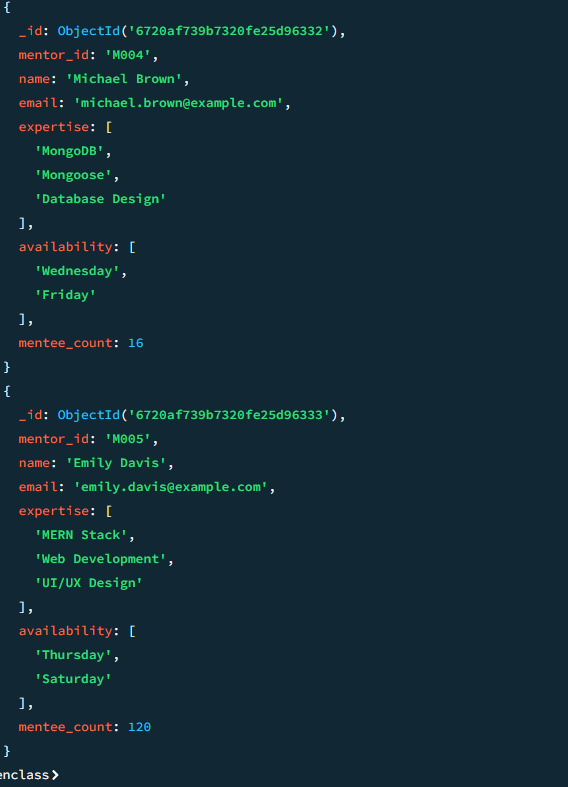 {
_id: ObjectId('6720af739b7320fe25d96332'),
mentor_id: 'M004',
name: 'Michael Brown',
email: 'michael.brown@example.com',
expertise: [
'MongoDB',
'Mongoose',
'Database Design'
],
availability: [
'Wednesday',
'Friday'
],
mentee_count: 16
}
{
_id: ObjectId('6720af739b7320fe25d96333'),
mentor_id: 'M005',
name: 'Emily Davis',
email: 'emily.davis@example.com',
expertise: [
'MERN Stack',
'Web Development',
'UI/UX Design'
],
availability: [
'Thursday',
'Saturday'
],
mentee_count: 120
}
enclass>